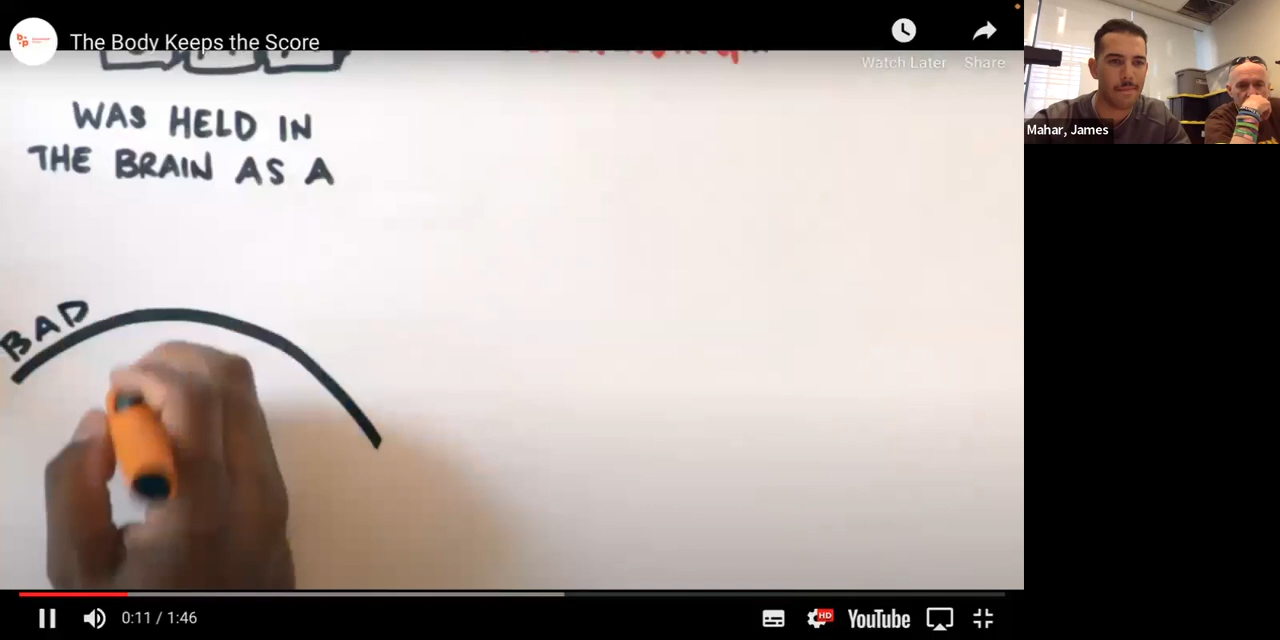 The Body Keeps the Score
Watch Later
Share
WAS HELD IN
THE BRAIN AS A
BAD
Mahar, James
0:11 / 1:46
HD
YouTube